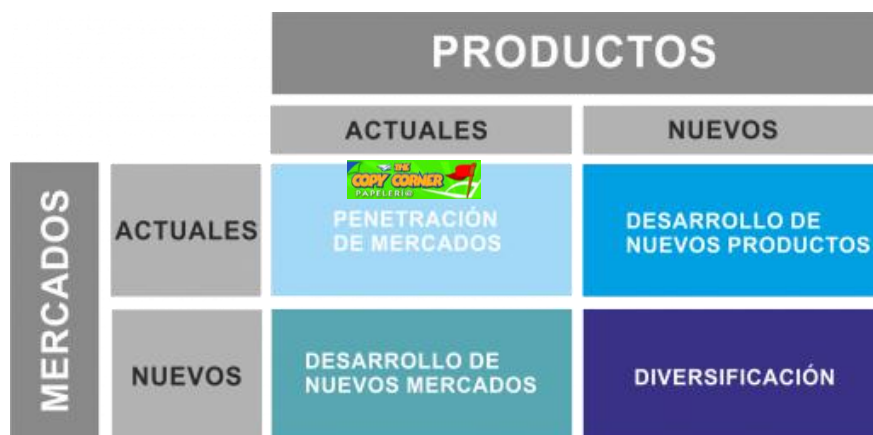 PRODUCTOS
ACTUALES
NUEVOS
MERCADOS
ACTUALES
THE
COPY CORNER
PAPELERI@
PENETRACIÓN
DE MERCADOS
DESARROLLO DE
NUEVOS PRODUCTOS
NUEVOS
DESARROLLO DE
NUEVOS MERCADOS
DIVERSIFICACIÓN